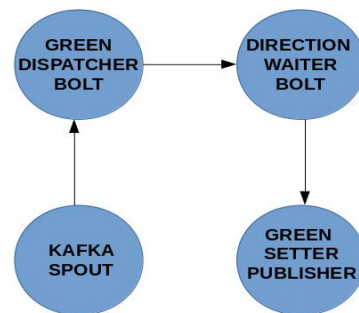 GREEN
DISPATCHER
BOLT
DIRECTION
WAITER
BOLT
KAFKA
SPOUT
GREEN
SETTER
PUBLISHER